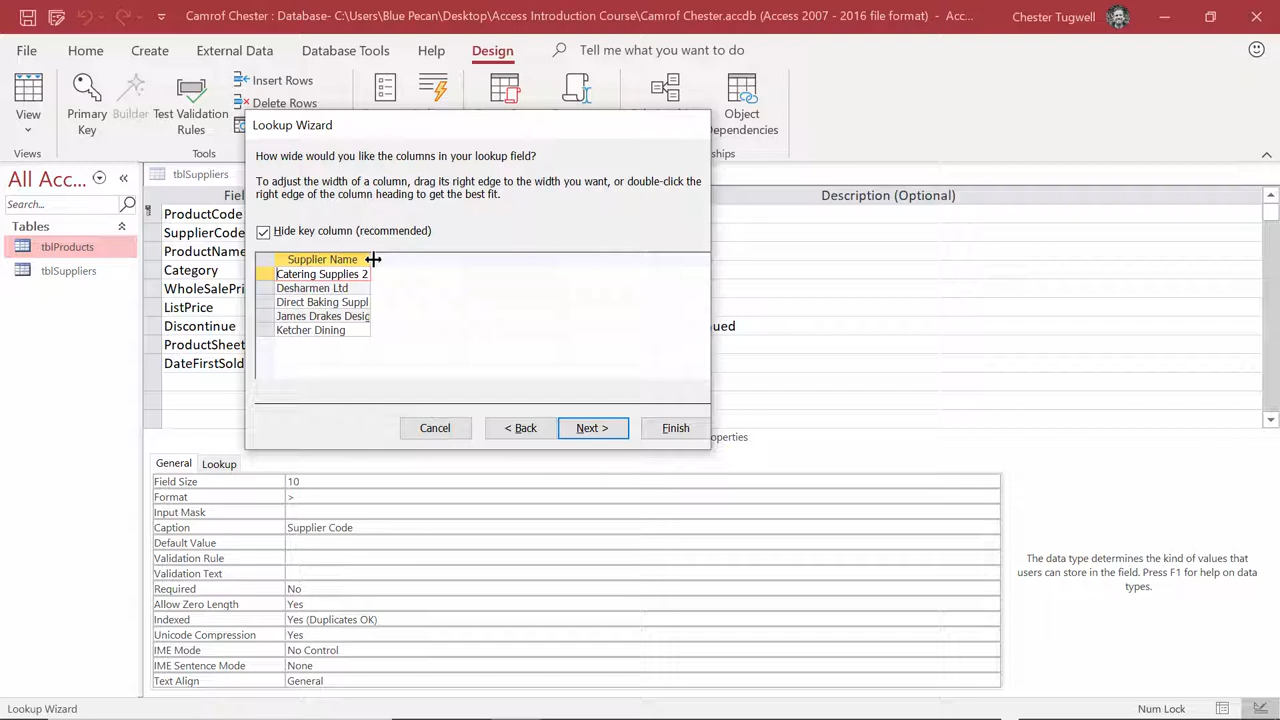 Camrof Chester : Database- C:\Users\Blue Pecan\Desktop\Access Introduction Course\Camrof Chester.accdb (Access 2007 - 2016 file format) - Acc...
Chester Tugwell
File Home Create External Data Database Tools Help Design Tell me what you want to do
View
Primary Key
Builder
Test Validation Rules
Insert Rows
Delete Rows
Object Dependencies
Views
Tools
ships
All Acc...
Search...
Tables
tblProducts
tblSuppliers
tblSuppliers
Fiel
Description (Optional)
ProductCode
SupplierCode
ProductName
Category
WholeSalePri
ListPrice
Discontinue
ued
ProductSheet
DateFirstSold
Lookup Wizard
How wide would you like the columns in your lookup field?
To adjust the width of a column, drag its right edge to the width you want, or double-click the
right edge of the column heading to get the best fit.
Hide key column (recommended)
Supplier Name
Catering Supplies 2
Desharmen Ltd
Direct Baking Suppl
James Drakes Desig
Ketcher Dining
Cancel < Back Next > Finish
operties
General Lookup
Field Size 10
Format >
Input Mask
Caption Supplier Code
Default Value
Validation Rule
Validation Text
Required No
Allow Zero Length Yes
Indexed Yes (Duplicates OK)
Unicode Compression Yes
IME Mode No Control
IME Sentence Mode None
Text Align General
The data type determines the kind of values that
users can store in the field. Press F1 for help on data
types.
Lookup Wizard
Num Lock